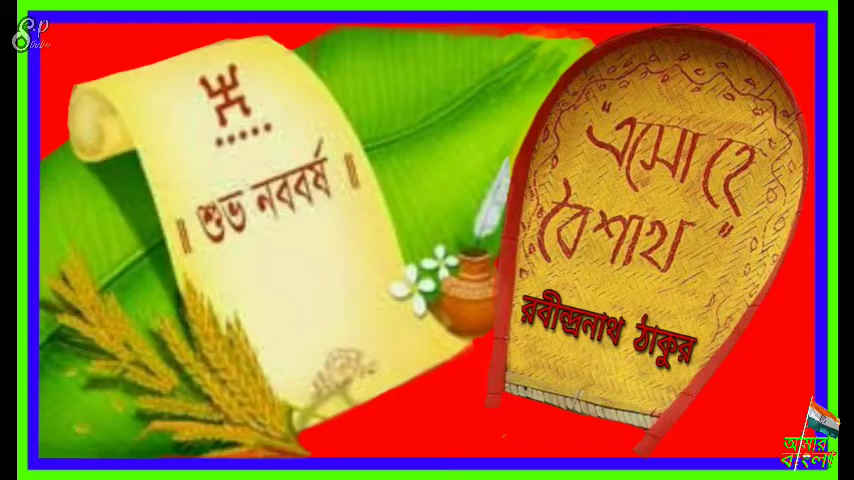 S.P
॥ শুভ নববর্ষ ॥
"এসো হে
বৈশাখ"
রবীন্দ্রনাথ ঠাকুর
আমার
বাংলা